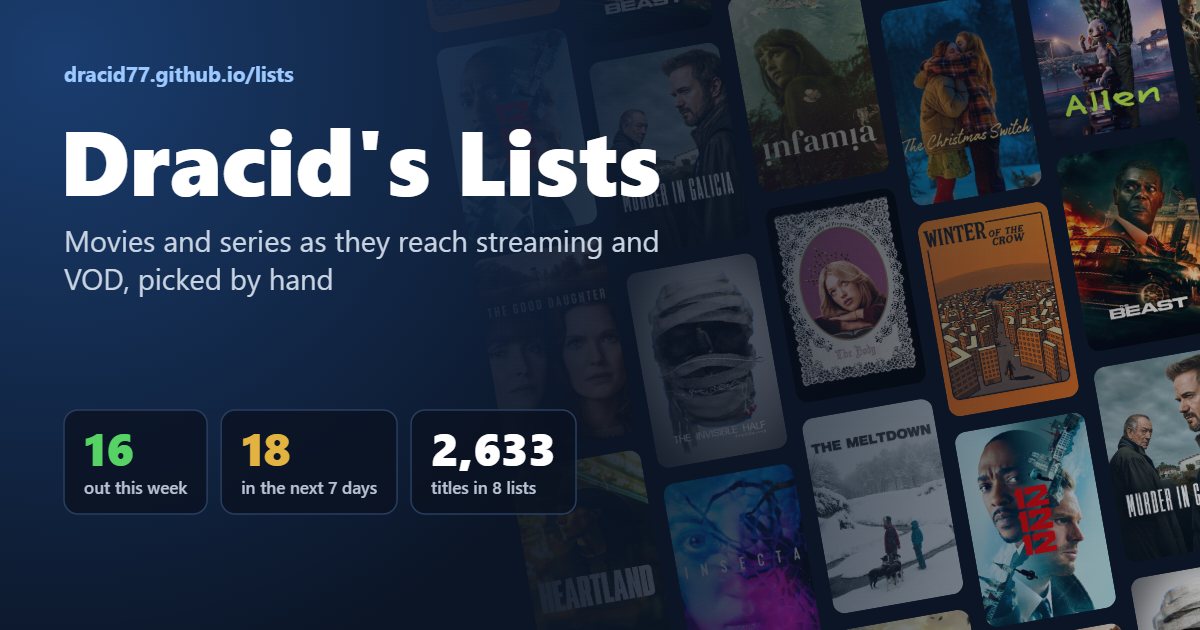 dracid77.github.io/lists
Dracid's Lists
Movies and series as they reach streaming and
VOD, picked by hand
16
out this week
18
in the next 7 days
2,633
titles in 8 lists
BEAST
MURDER IN GALICIA
infamia
The Christmas Switch
Allen
THE GOOD DAUGHTER
THE INVISIBLE HALF
The Body
WINTER OF THE
CROW
BEAST
HEARTLAND
INSECTA
THE MELTDOWN
12
12
12
MURDER IN G